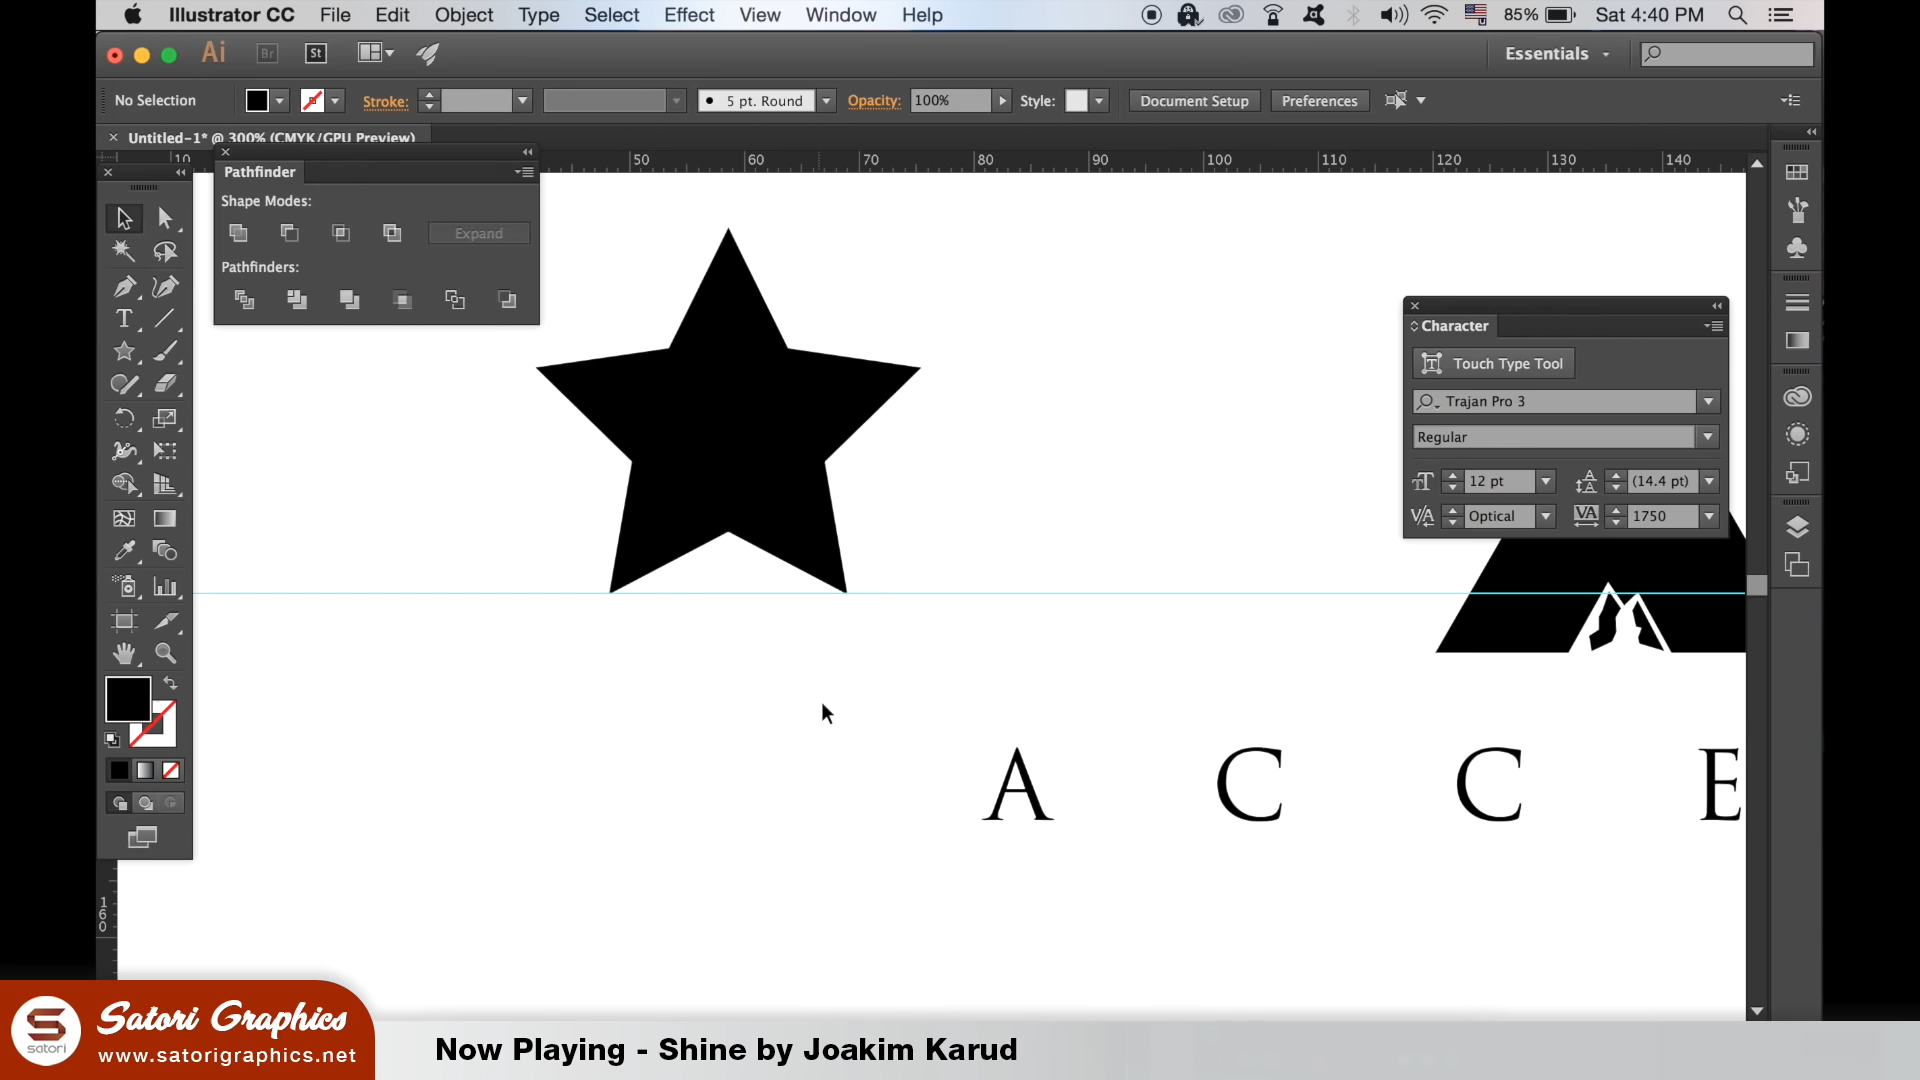 Illustrator CC File Edit Object Type Select Effect View Window Help 85% Sat 4:40 PM
Ai Br St Essentials
No Selection Stroke: 5 pt. Round Opacity: 100% Style: Document Setup Preferences
Untitled-1* @ 300% (CMYK/GPU Preview)
10 50 60 70 80 90 100 110 120 130 140
Pathfinder
Shape Modes:
Expand
Pathfinders:
Character
Touch Type Tool
Trajan Pro 3
Regular
12 pt (14.4 pt)
Optical 1750
A C C E
160
Satori Graphics
satori
www.satorigraphics.net
Now Playing - Shine by Joakim Karud